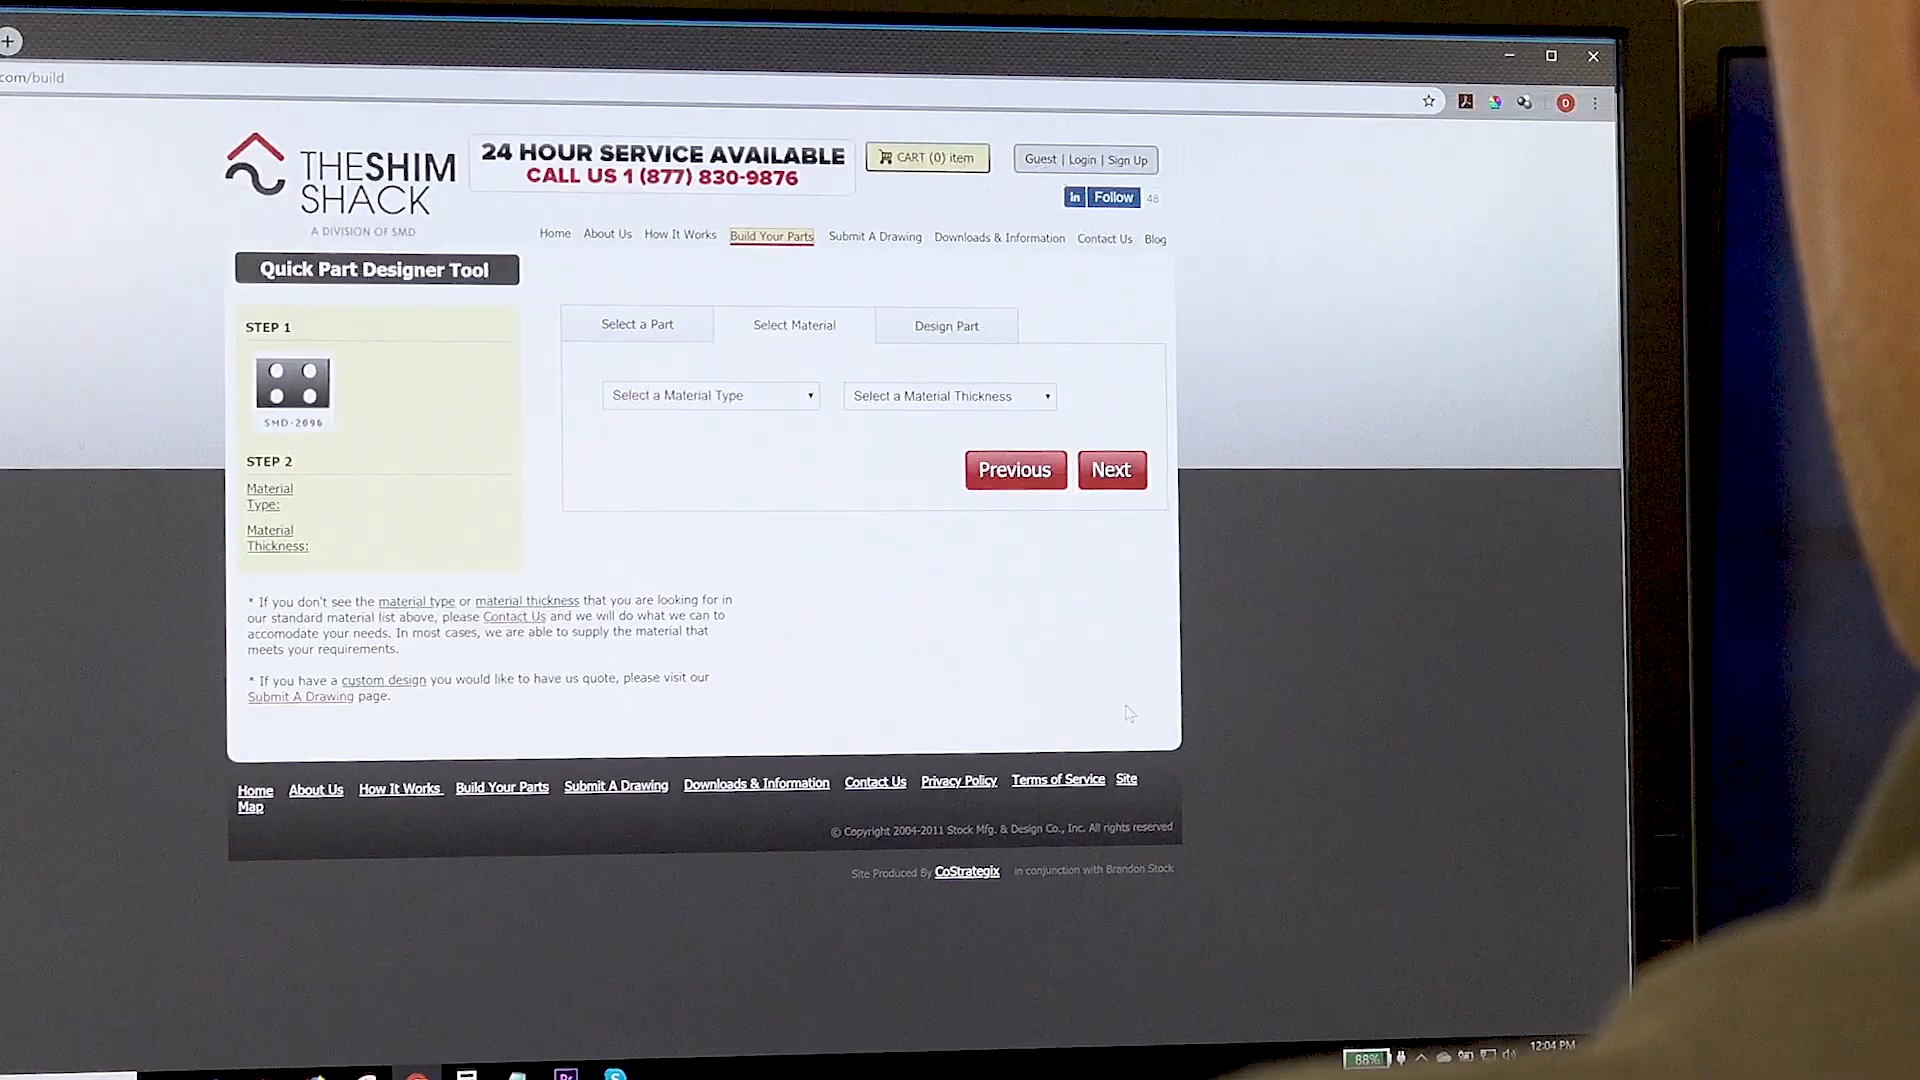 com/build
THESHIM
SHACK
A DIVISION OF SMD
24 HOUR SERVICE AVAILABLE
CALL US 1 (877) 830-9876
CART (0) item
Guest | Login | Sign Up
in Follow 48
Home About Us How It Works Build Your Parts Submit A Drawing Downloads & Information Contact Us Blog
Quick Part Designer Tool
STEP 1
SMD-2096
STEP 2
Material
Type:
Material
Thickness:
Select a Part Select Material Design Part
Select a Material Type Select a Material Thickness
Previous Next
* If you don't see the material type or material thickness that you are looking for in
our standard material list above, please Contact Us and we will do what we can to
accomodate your needs. In most cases, we are able to supply the material that
meets your requirements.
* If you have a custom design you would like to have us quote, please visit our
Submit A Drawing page.
Home About Us How It Works Build Your Parts Submit A Drawing Downloads & Information Contact Us Privacy Policy Terms of Service Site
Map
© Copyright 2004-2011 Stock Mfg. & Design Co., Inc. All rights reserved
Site Produced By CoStrategix in conjunction with Brandon Stock
D
88%
12:04 PM
Pr
S